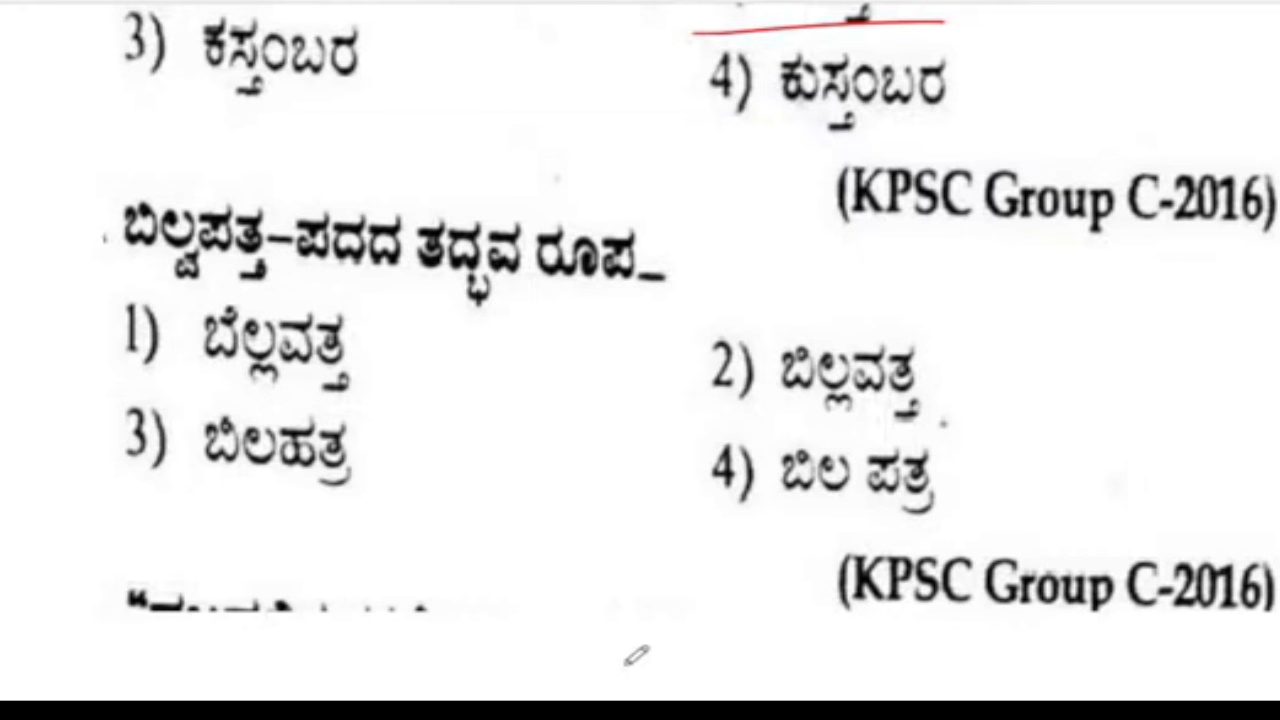 3) ಕಸ್ತಂಬರ
4) ಕುಸ್ತಂಬರ
(KPSC Group C-2016)
ಬಿಲ್ವಪತ್ತ-ಪದದ ತದ್ಭವ ರೂಪ_
1) ಬೆಲ್ಲವತ್ತ
2) ಬಿಲ್ಲವತ್ತ
3) ಬಿಲಹತ್ರ
4) ಬಿಲ ಪತ್ರ
(KPSC Group C-2016)